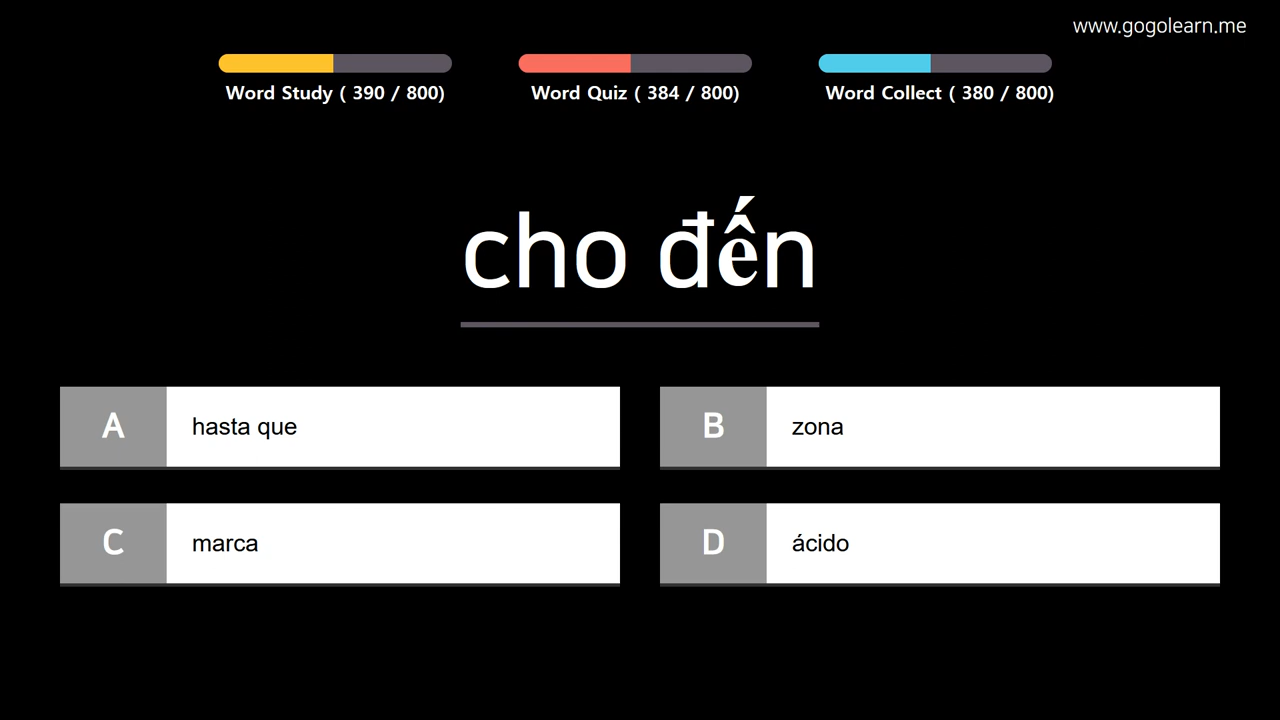 www.gogolearn.me
Word Study ( 390 / 800)
Word Quiz ( 384 / 800)
Word Collect ( 380 / 800)
cho đến
A hasta que
B zona
C marca
D ácido